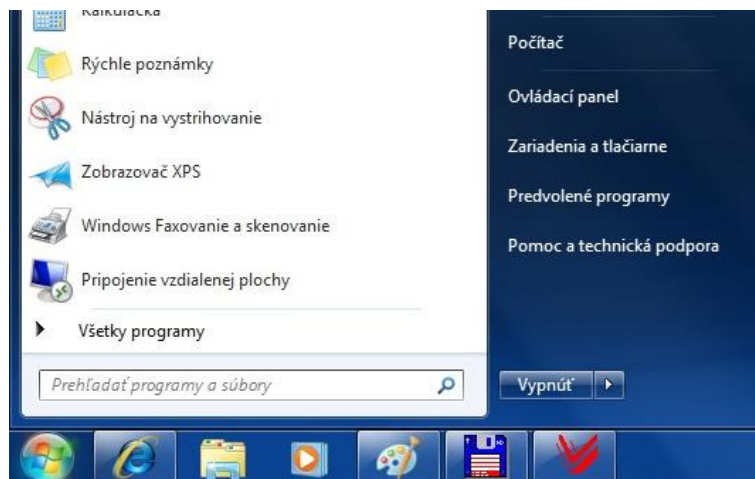 Kalkulačka
Rýchle poznámky
Nástroj na vystrihovanie
Zobrazovač XPS
Windows Faxovanie a skenovanie
Pripojenie vzdialenej plochy
Všetky programy
Prehľadať programy a súbory
Počítač
Ovládací panel
Zariadenia a tlačiarne
Predvolené programy
Pomoc a technická podpora
Vypnúť